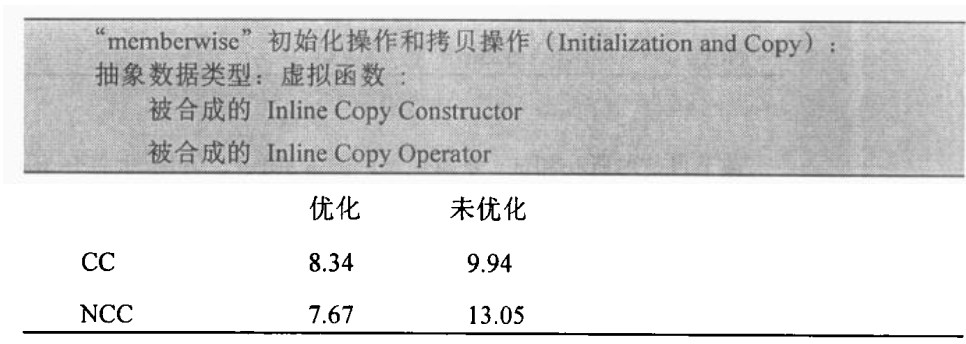 “memberwise”初始化操作和拷贝操作（Initialization and Copy）：
抽象数据类型：虚拟函数：
被合成的 Inline Copy Constructor
被合成的 Inline Copy Operator
优化 未优化
CC 8.34 9.94
NCC 7.67 13.05